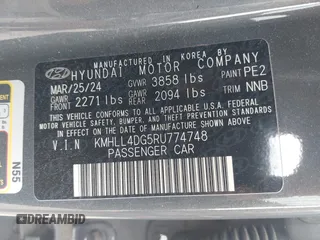 MANUFACTURED IN KOREA BY
HYUNDAI MOTOR COMPANY
MAR/25/24 GVWR 3858 lbs PAINT PE2
GAWR FRONT 2271 lbs GAWR REAR 2094 lbs TRIM NNB
THIS VEHICLE CONFORMS TO ALL APPLICABLE
FEDERAL MOTOR VEHICLE SAFETY, BUMPER,
AND THEFT PREVENTION STANDARDS IN EFFECT
ON THE DATE OF MANUFACTURE SHOWN ABOVE.
V.I.N KMHLL4DG5RU774748
PASSENGER CAR
N55
DREAMBID